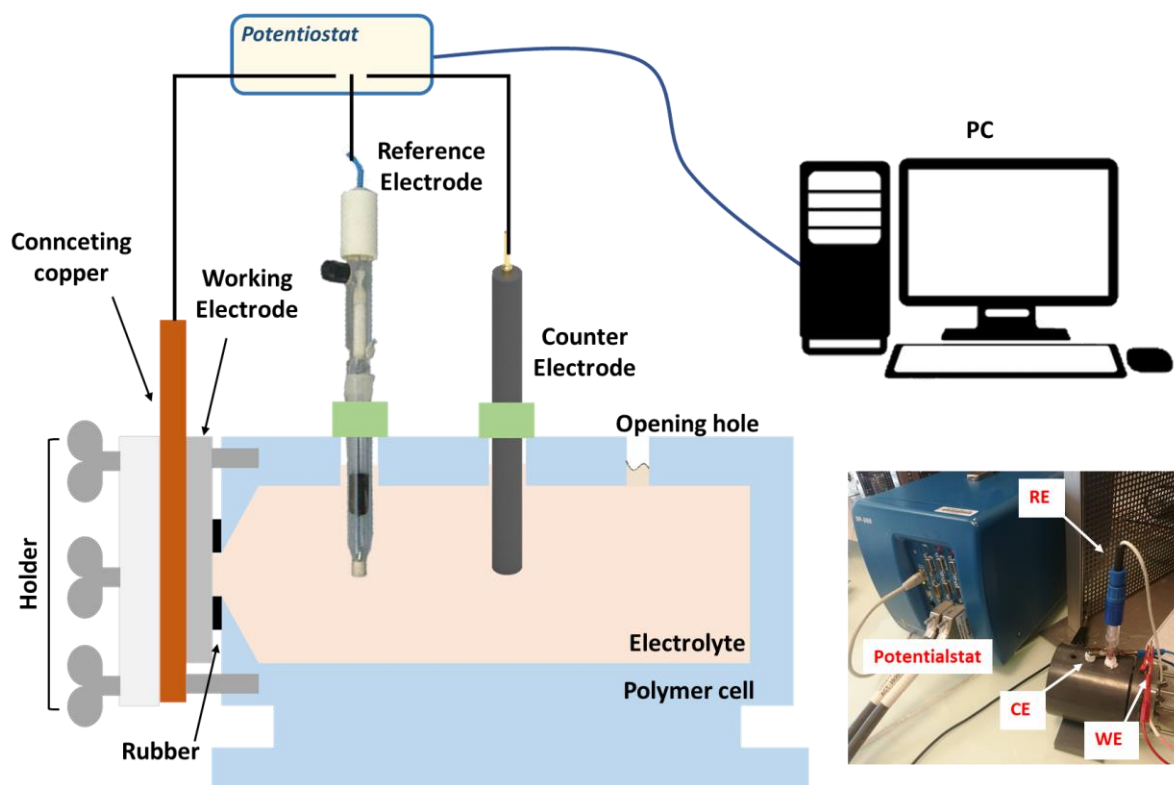 Potentiostat
PC
Reference
Electrode
Connceting
copper
Working
Electrode
Counter
Electrode
Opening hole
Holder
Electrolyte
Polymer cell
Rubber
RE
Potentialstat
CE
WE